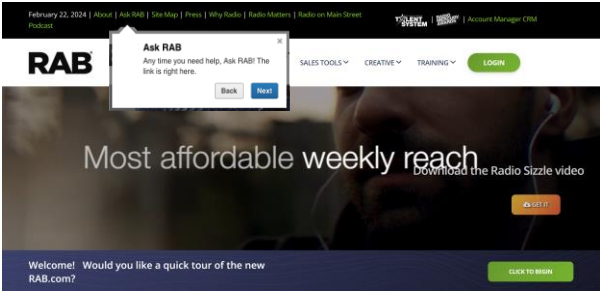 February 22, 2024 | About | Ask RAB | Site Map | Press | Why Radio | Radio Matters | Radio on Main Street
Podcast
TALENT
SYSTEM
| Account Manager CRM
RAB
Ask RAB
×
Any time you need help, Ask RAB! The
link is right here.
Back Next
SALES TOOLS CREATIVE TRAINING LOGIN
Most affordable weekly reach
Download the Radio Sizzle video
GET IT
Welcome! Would you like a quick tour of the new
RAB.com?
CLICK TO BEGIN